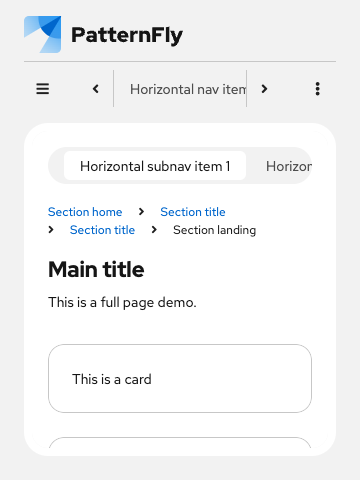 PatternFly
Horizontal nav item
Horizontal subnav item 1
Horizon
Section home
Section title
Section title
Section landing
Main title
This is a full page demo.
This is a card